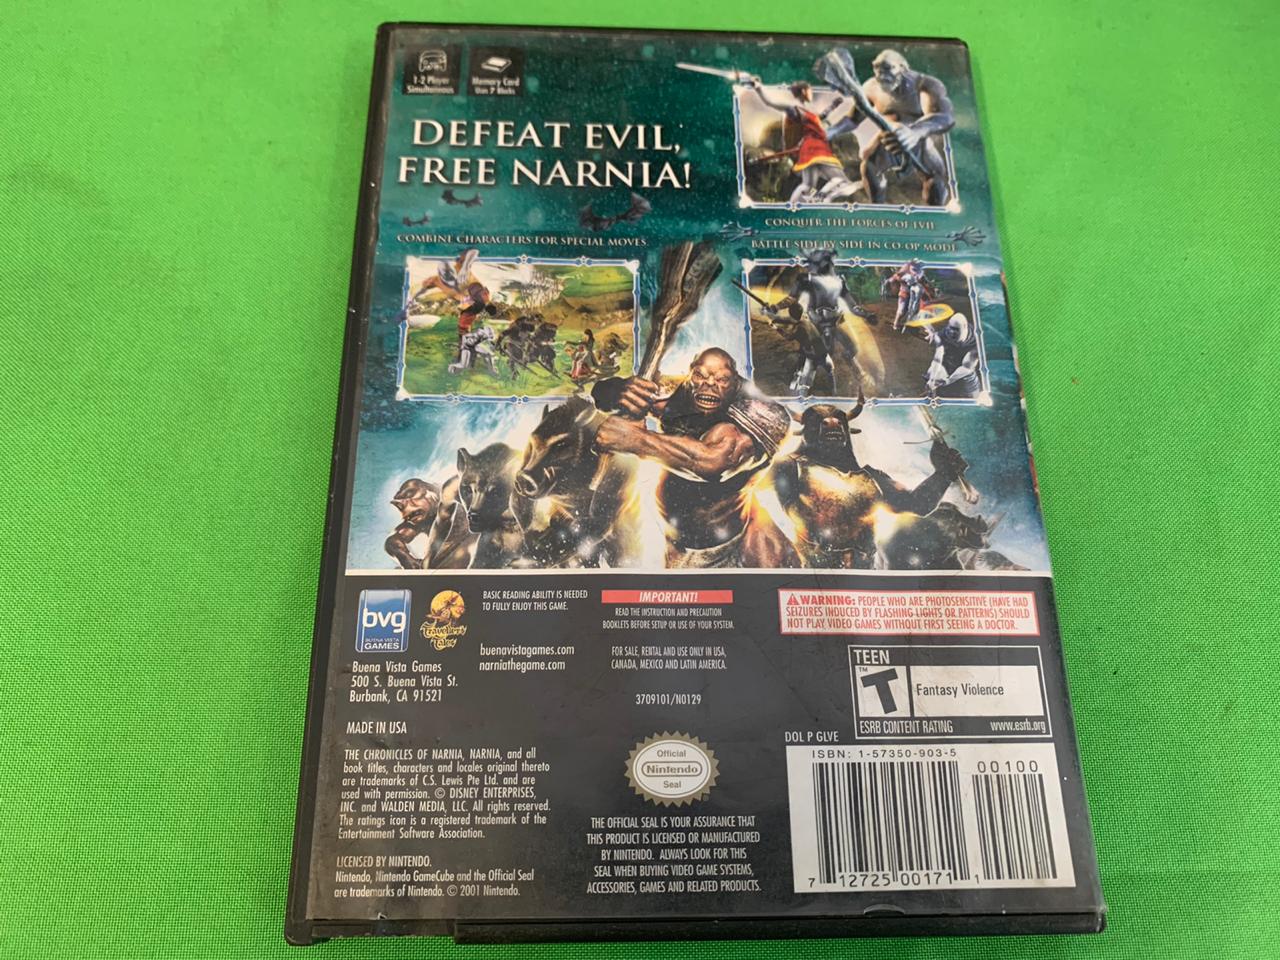 1-2 Player
Simultaneous
Memory Card
Uses 7 Blocks
DEFEAT EVIL,
FREE NARNIA!
CONQUER THE FORCES OF EVIL
COMBINE CHARACTERS FOR SPECIAL MOVES
BATTLE SIDE BY SIDE IN CO-OP MODE
bvg
BUENA VISTA
GAMES
Traveller's
Tales
BASIC READING ABILITY IS NEEDED
TO FULLY ENJOY THIS GAME.
buenavistagames.com
narniathegame.com
Buena Vista Games
500 S. Buena Vista St.
Burbank, CA 91521
MADE IN USA
THE CHRONICLES OF NARNIA, NARNIA, and all
book titles, characters and locales original thereto
are trademarks of C.S. Lewis Pte Ltd. and are
used with permission. © DISNEY ENTERPRISES,
INC. and WALDEN MEDIA, LLC. All rights reserved.
The ratings icon is a registered trademark of the
Entertainment Software Association.
LICENSED BY NINTENDO.
Nintendo, Nintendo GameCube and the Official Seal
are trademarks of Nintendo. © 2001 Nintendo.
IMPORTANT!
READ THE INSTRUCTION AND PRECAUTION
BOOKLETS BEFORE SETUP OR USE OF YOUR SYSTEM.
FOR SALE, RENTAL AND USE ONLY IN USA,
CANADA, MEXICO AND LATIN AMERICA.
3709101/N0129
Official
Nintendo
Seal
THE OFFICIAL SEAL IS YOUR ASSURANCE THAT
THIS PRODUCT IS LICENSED OR MANUFACTURED
BY NINTENDO. ALWAYS LOOK FOR THIS
SEAL WHEN BUYING VIDEO GAME SYSTEMS,
ACCESSORIES, GAMES AND RELATED PRODUCTS.
WARNING: PEOPLE WHO ARE PHOTOSENSITIVE (HAVE HAD
SEIZURES INDUCED BY FLASHING LIGHTS OR PATTERNS) SHOULD
NOT PLAY VIDEO GAMES WITHOUT FIRST SEEING A DOCTOR.
TEEN
T
TM
Fantasy Violence
ESRB CONTENT RATING www.esrb.org
DOL P GLVE
ISBN: 1-57350-903-5
00100
7 12725 00171 1